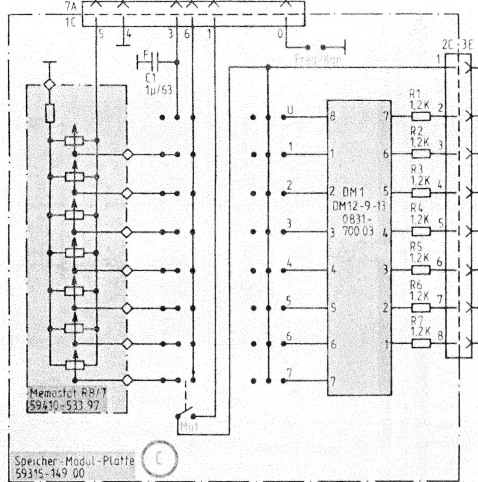 7A
1C
5 4 3 6 1 0
F
C1
1µ/63
Freq/Kan
2C 3E
1
U 8 7 R1 1,2K 2
1 1 6 R2 1,2K 3
2 2 DM1 5 R3 1,2K 4
DM12-9-13
0831-
700.03
3 3 4 R4 1,2K 5
4 4 3 R5 1,2K 6
5 5 2 R6 1,2K 7
6 6 1 R7 1,2K 8
7 7
Memostat R8/7
59410-533 97
Mut
Speicher-Modul-Platte
59315-149 00
C